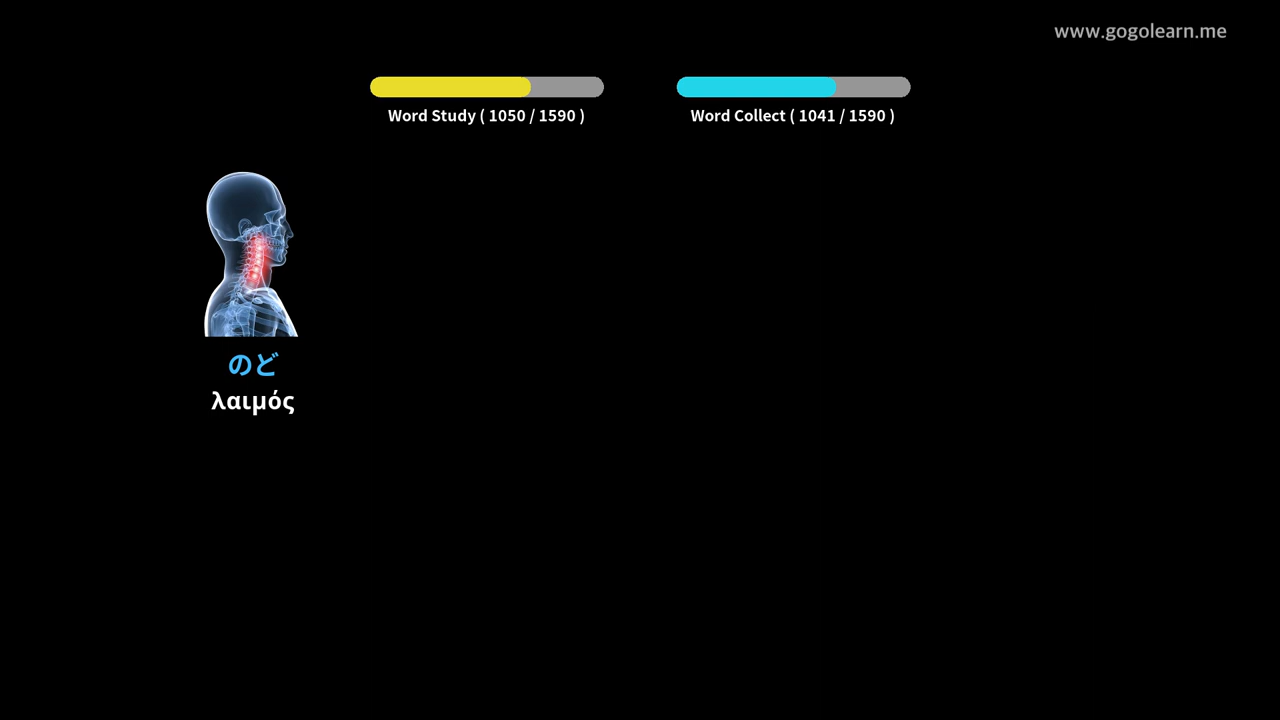 www.gogolearn.me
Word Study ( 1050 / 1590 )
Word Collect ( 1041 / 1590 )
のど
λαιμός